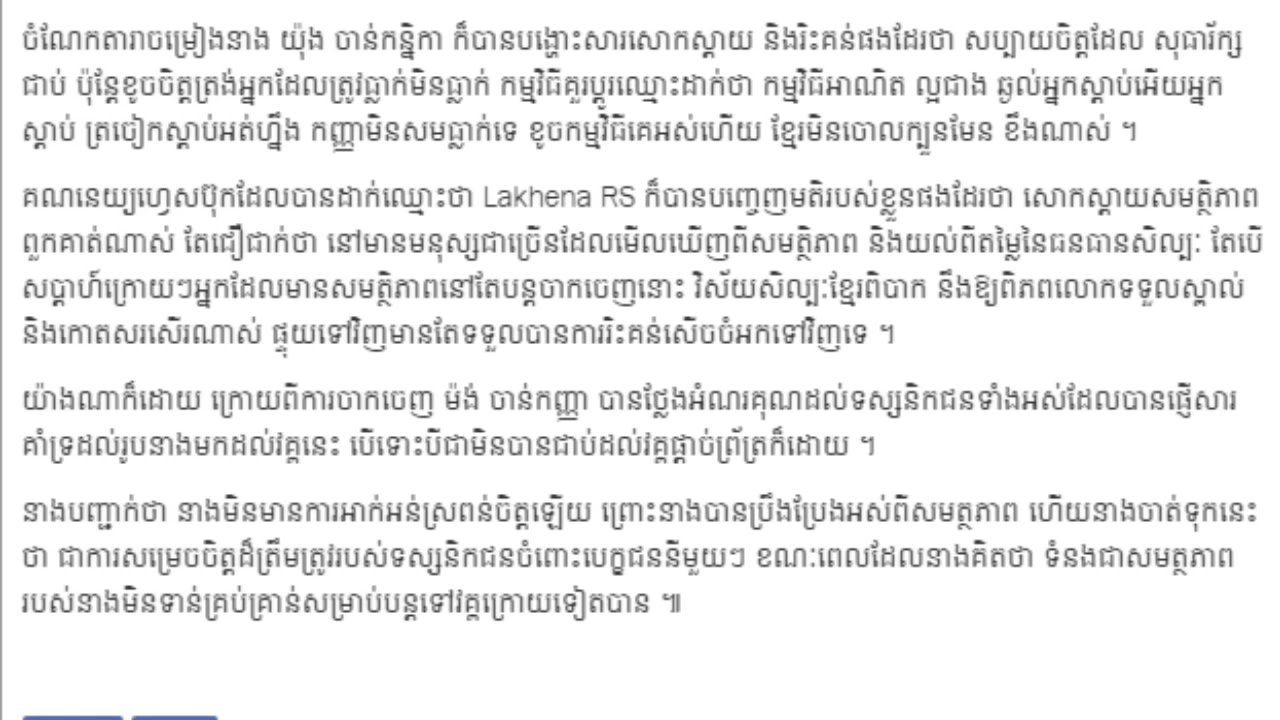 ចំណែកតារាចម្រៀងនាង យ៉ុង ចាន់កន្និកា ក៏បានបង្ហោះសារសោកស្ដាយ និងរិះគន់ផងដែរថា សប្បាយចិត្តដែល សុធារ័ក្ស
ជាប់ ប៉ុន្តែខូចចិត្តត្រង់អ្នកដែលត្រូវធ្លាក់មិនធ្លាក់ កម្មវិធីគួរប្ដូរឈ្មោះដាក់ថា កម្មវិធីអាណិត ល្អជាង ឆ្ងល់អ្នកស្ដាប់អើយអ្នក
ស្ដាប់ ត្រចៀកស្ដាប់អត់ហ្នឹង កញ្ញាមិនសមធ្លាក់ទេ ខូចកម្មវិធីគេអស់ហើយ ខ្មែរមិនចោលក្បួនមែន ខឹងណាស់ ។
គណនេយ្យហ្វេសប៊ុកដែលបានដាក់ឈ្មោះថា Lakhena RS ក៏បានបញ្ចេញមតិរបស់ខ្លួនផងដែរថា សោកស្ដាយសមត្ថិភាព
ពួកគាត់ណាស់ តែជឿជាក់ថា នៅមានមនុស្សជាច្រើនដែលមើលឃើញពីសមត្ថិភាព និងយល់ពីតម្លៃនៃធនធានសិល្បៈ តែបើ
សប្ដាហ៍ក្រោយៗអ្នកដែលមានសមត្ថិភាពនៅតែបន្តចាកចេញនោះ វិស័យសិល្បៈខ្មែរពិបាក នឹងឱ្យពិភពលោកទទួលស្គាល់
និងកោតសរសើរណាស់ ផ្ទុយទៅវិញមានតែទទួលបានការរិះគន់សើចចំអកទៅវិញទេ ។
យ៉ាងណាក៏ដោយ ក្រោយពីការចាកចេញ ម៉ង់ ចាន់កញ្ញា បានថ្លែងអំណរគុណដល់ទស្សនិកជនទាំងអស់ដែលបានផ្ញើសារ
គាំទ្រដល់រូបនាងមកដល់វគ្គនេះ បើទោះបីជាមិនបានជាប់ដល់វគ្គផ្ដាច់ព្រ័ត្រក៏ដោយ ។
នាងបញ្ជាក់ថា នាងមិនមានការអាក់អន់ស្រពន់ចិត្តឡើយ ព្រោះនាងបានប្រឹងប្រែងអស់ពីសមត្ថភាព ហើយនាងចាត់ទុកនេះ
ថា ជាការសម្រេចចិត្តដ៏ត្រឹមត្រូវរបស់ទស្សនិកជនចំពោះបេក្ខជននីមួយៗ ខណៈពេលដែលនាងគិតថា ទំនងជាសមត្ថភាព
របស់នាងមិនទាន់គ្រប់គ្រាន់សម្រាប់បន្តទៅវគ្គក្រោយទៀតបាន ៕